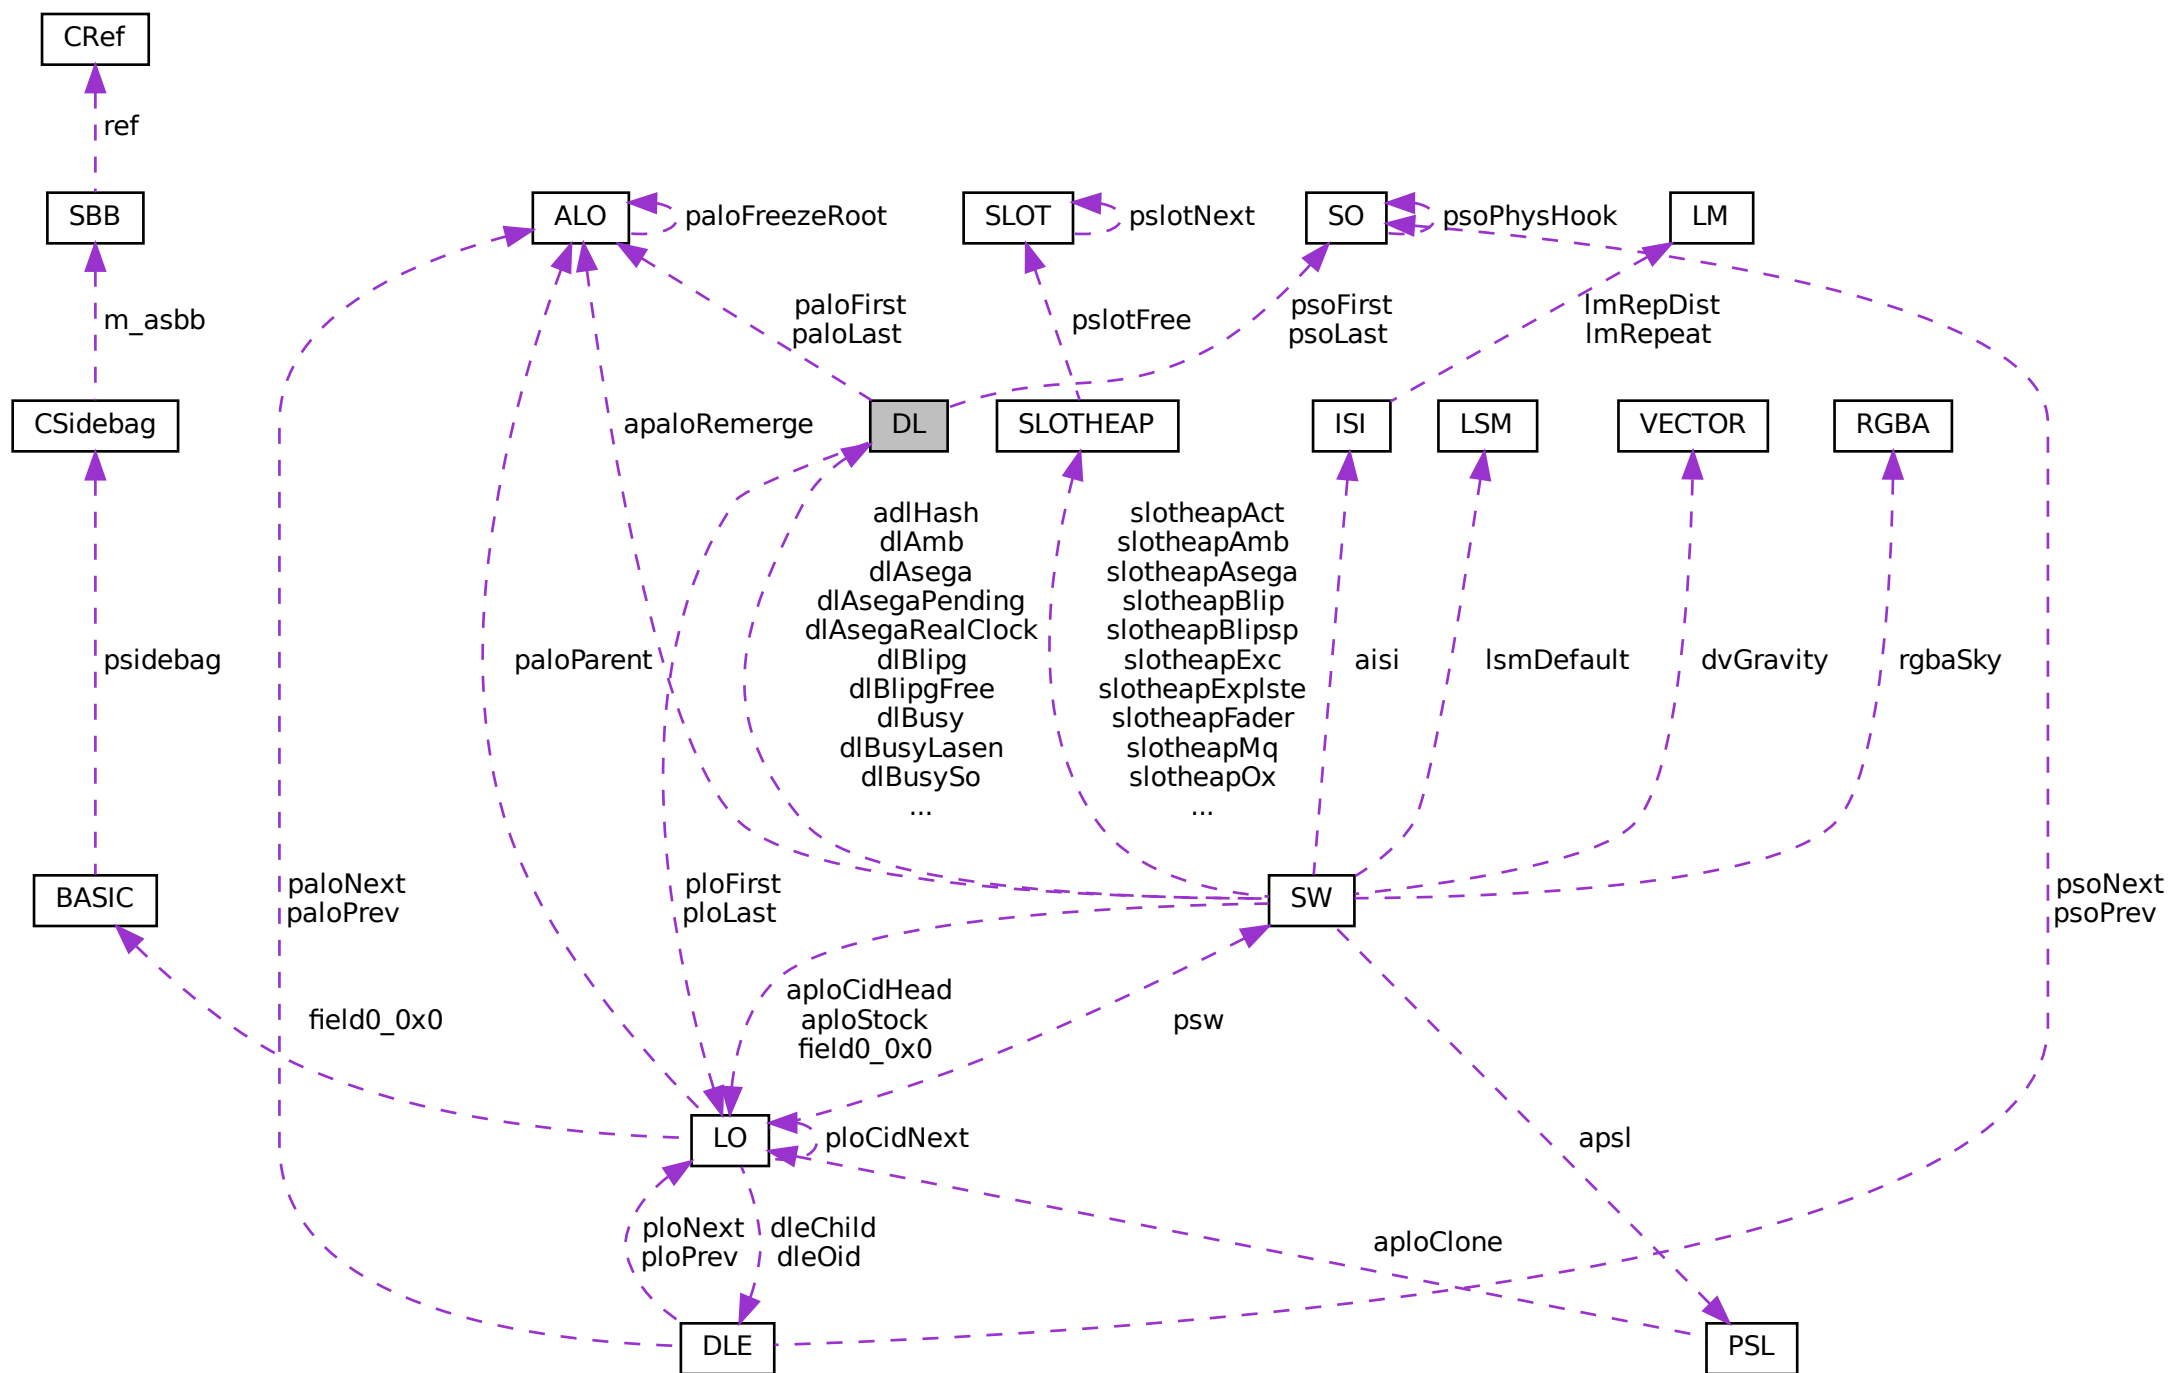 CRef
ref
SBB
ALO
paloFreezeRoot
SLOT
pslotNext
SO
psoPhysHook
LM
m_asbb
paloFirst
paloLast
pslotFree
psoFirst
psoLast
lmRepDist
lmRepeat
CSidebag
apaloRemerge
DL
SLOTHEAP
ISI
LSM
VECTOR
RGBA
psidebag
paloParent
adlHash
dlAmb
dlAsega
dlAsegaPending
dlAsegaRealClock
dlBlipg
dlBlipgFree
dlBusy
dlBusyLasen
dlBusySo
...
slotheapAct
slotheapAmb
slotheapAsega
slotheapBlip
slotheapBlipsp
slotheapExc
slotheapExplste
slotheapFader
slotheapMq
slotheapOx
...
aisi
lsmDefault
dvGravity
rgbaSky
BASIC
paloNext
paloPrev
ploFirst
ploLast
SW
psoNext
psoPrev
field0_0x0
aploCidHead
aploStock
field0_0x0
psw
LO
ploCidNext
apsl
ploNext
ploPrev
dleChild
dleOid
aploClone
DLE
PSL